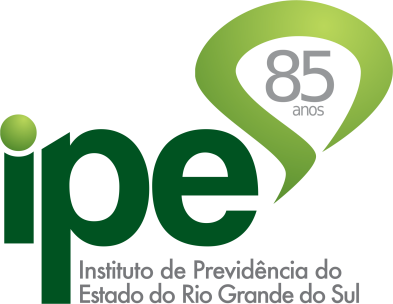 85
anos
ipe
Instituto de Previdência do
Estado do Rio Grande do Sul